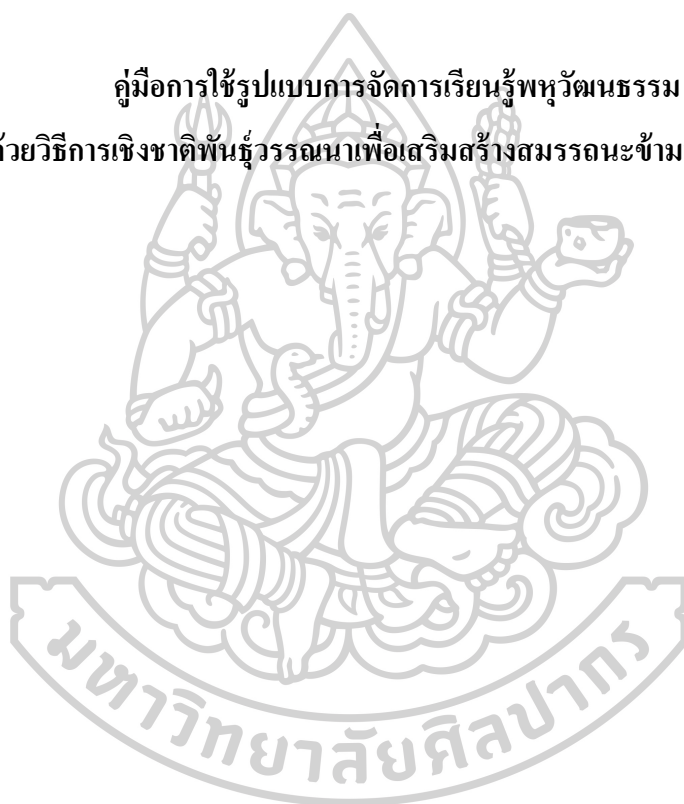 คู่มือการใช้รูปแบบการจัดการเรียนรู้พหุวัฒนธรรม
ด้วยวิธีการเชิงชาติพันธุ์วรรณนาเพื่อเสริมสร้างสมรรถนะข้าม
มหาวิทยาลัยศิลปากร